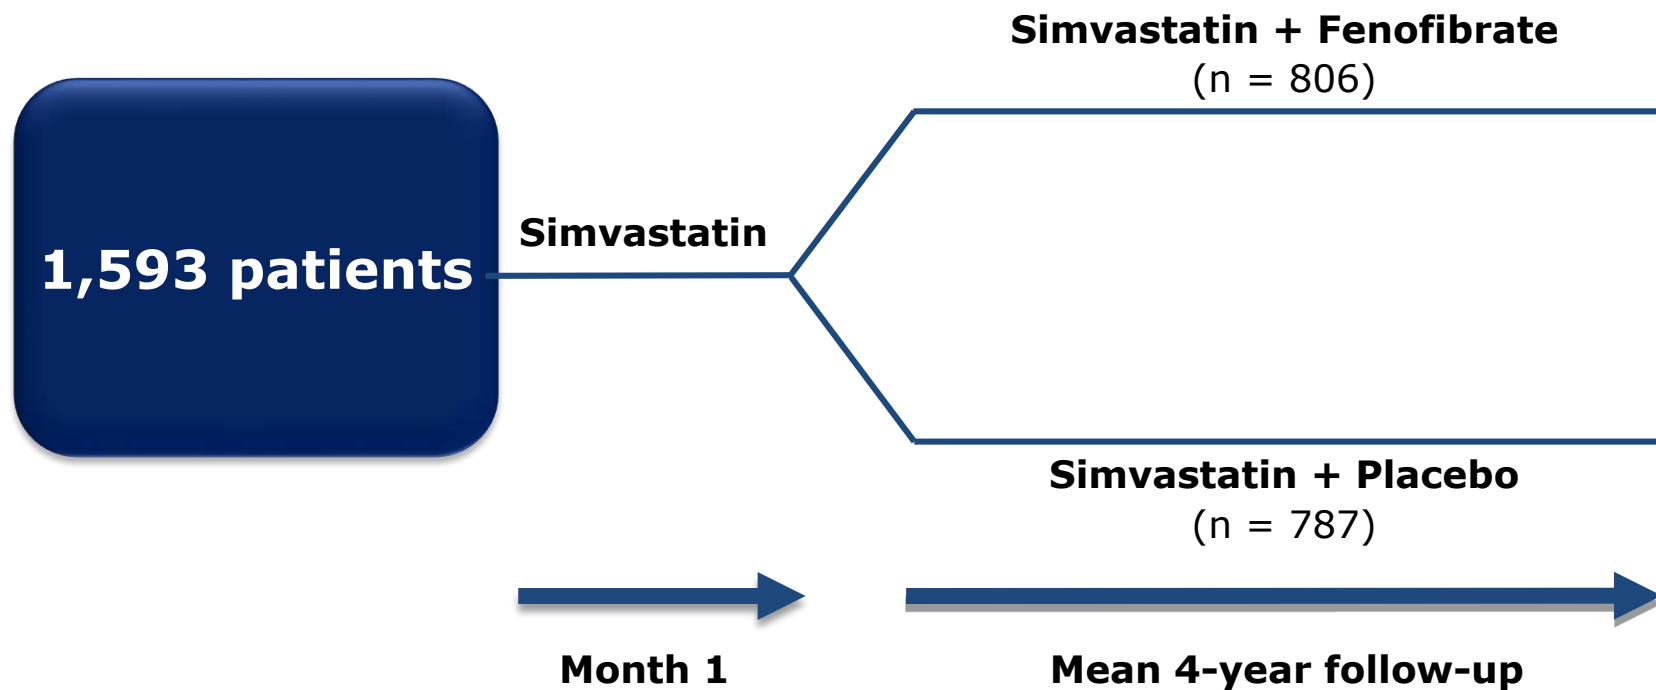 1,593 patients
Simvastatin
Simvastatin + Fenofibrate
(n = 806)
Simvastatin + Placebo
(n = 787)
Month 1
Mean 4-year follow-up